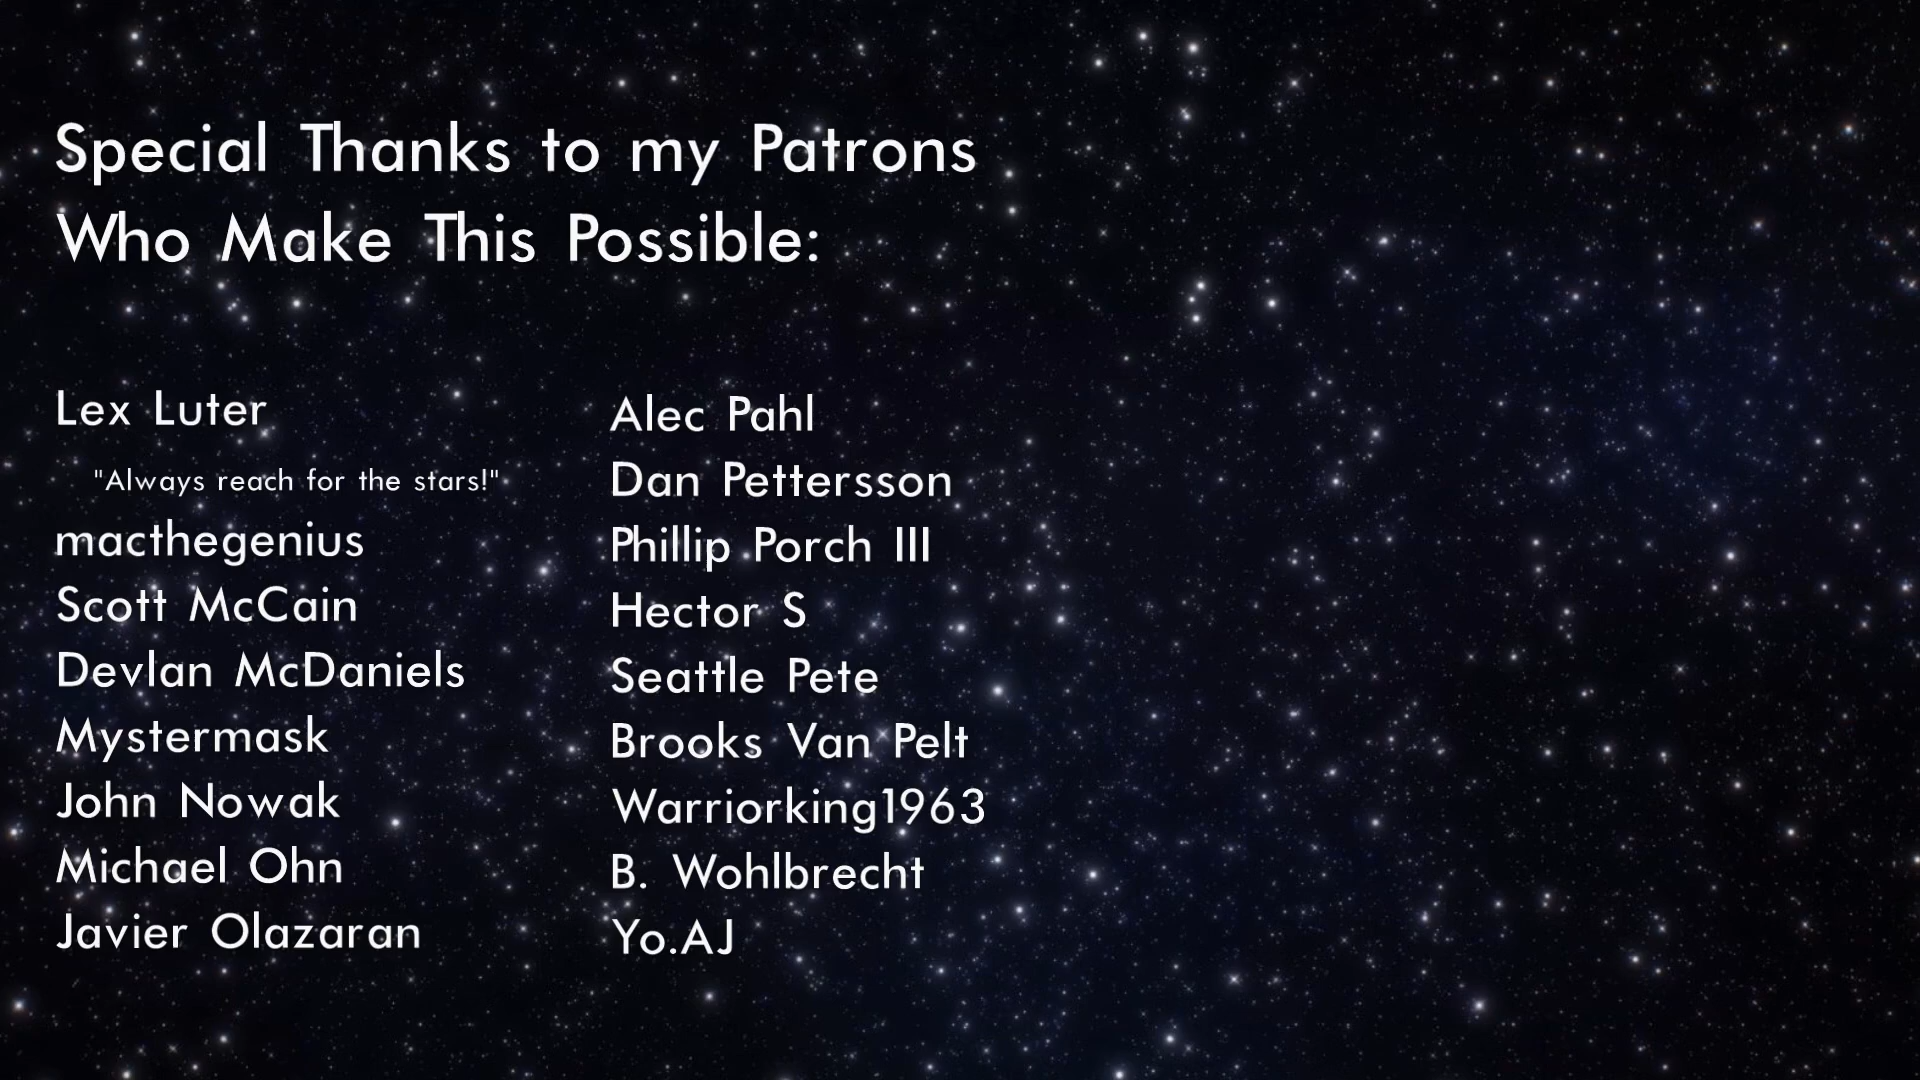 Special Thanks to my Patrons
Who Make This Possible:
Lex Luter
"Always reach for the stars!"
macthegenius
Scott McCain
Devlan McDaniels
Mystermask
John Nowak
Michael Ohn
Javier Olazaran
Alec Pahl
Dan Pettersson
Phillip Porch III
Hector S
Seattle Pete
Brooks Van Pelt
Warriorking1963
B. Wohlbrecht
Yo.AJ